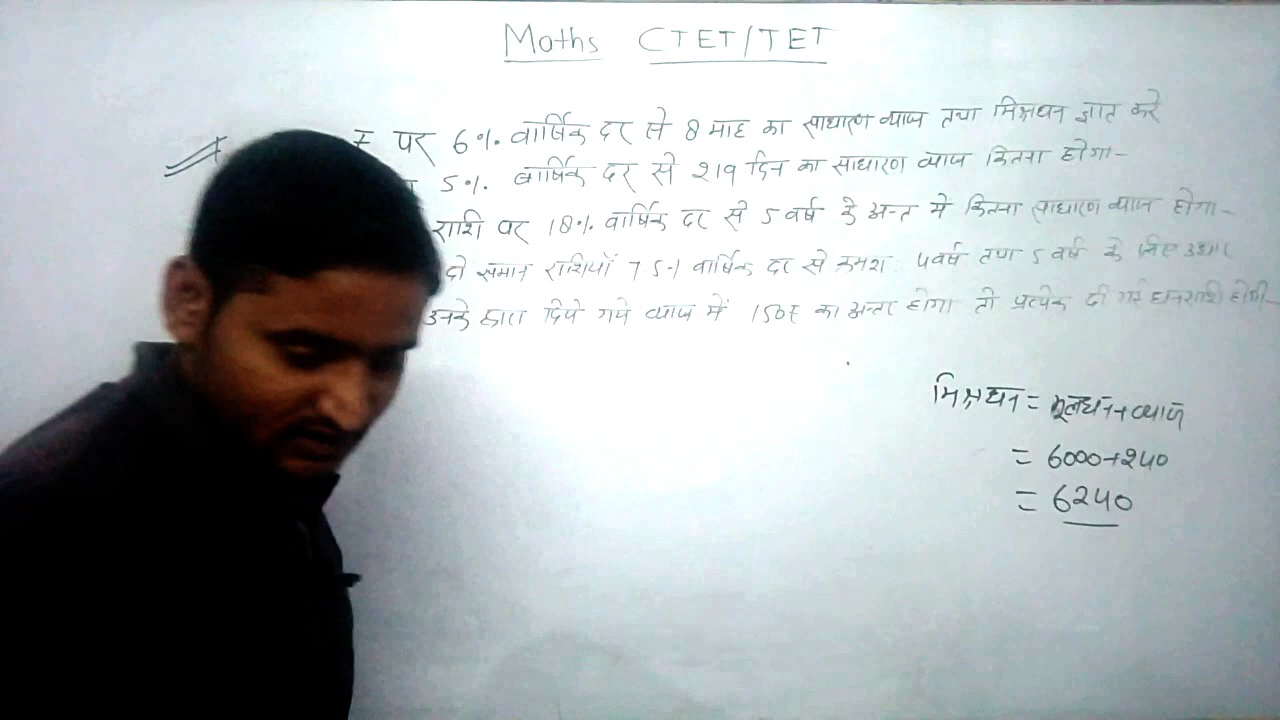 Maths CTET/TET
₹ पर 6% वार्षिक दर से 8 माह का साधारण व्याज तथा मिश्रधन ज्ञात करे
5% वार्षिक दर से 219 दिन का साधारण व्याज कितना होगा-
राशि पर 18% वार्षिक दर से 5 वर्ष के अन्त मे कितना साधारण व्याज होगा-
दो समान राशियों 7.5% वार्षिक दर से क्रमश 4 वर्ष तथा 5 वर्ष के लिए उधार
उनके द्वारा दिये गये व्याज में 150₹ का अन्तर होगा तो प्रत्येक दी गई धनराशी होगी-
मिश्रधन = मूलधन + व्याज
= 6000+240
= 6240